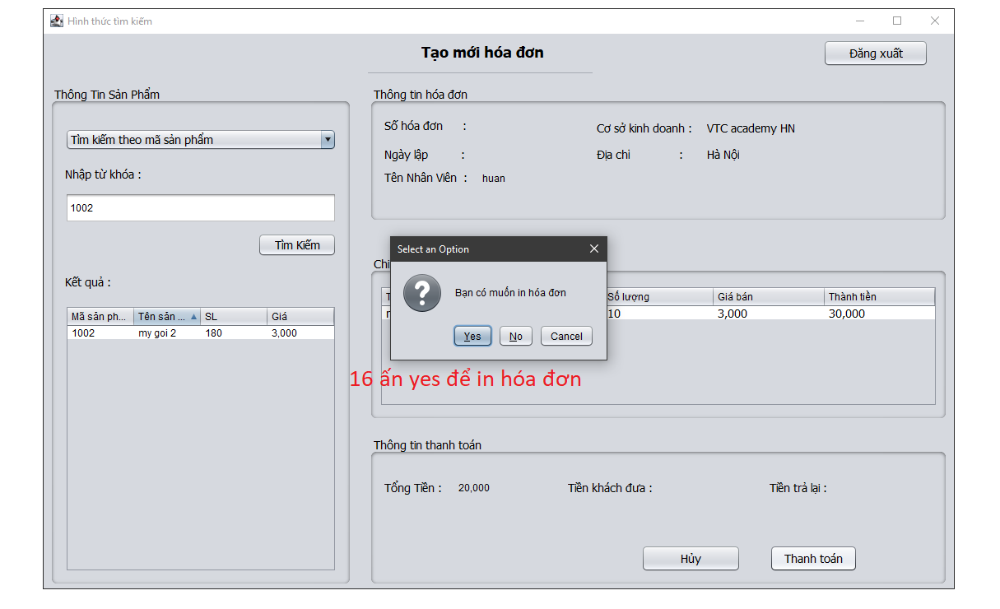 Hình thức tìm kiếm
Tạo mới hóa đơn
Đăng xuất
Thông Tin Sản Phẩm
Tìm kiếm theo mã sản phẩm
Nhập từ khóa :
1002
Tìm Kiếm
Kết quả :
Mã sản ph... Tên sản ... SL Giá
1002 my goi 2 180 3,000
Thông tin hóa đơn
Số hóa đơn :
Cơ sở kinh doanh : VTC academy HN
Ngày lập :
Địa chỉ : Hà Nội
Tên Nhân Viên : huan
Chi
Số lượng Giá bán Thành tiền
10 3,000 30,000
Select an Option
Bạn có muốn in hóa đơn
Yes No Cancel
16 ấn yes để in hóa đơn
Thông tin thanh toán
Tổng Tiền : 20,000 Tiền khách đưa : Tiền trả lại :
Hủy Thanh toán